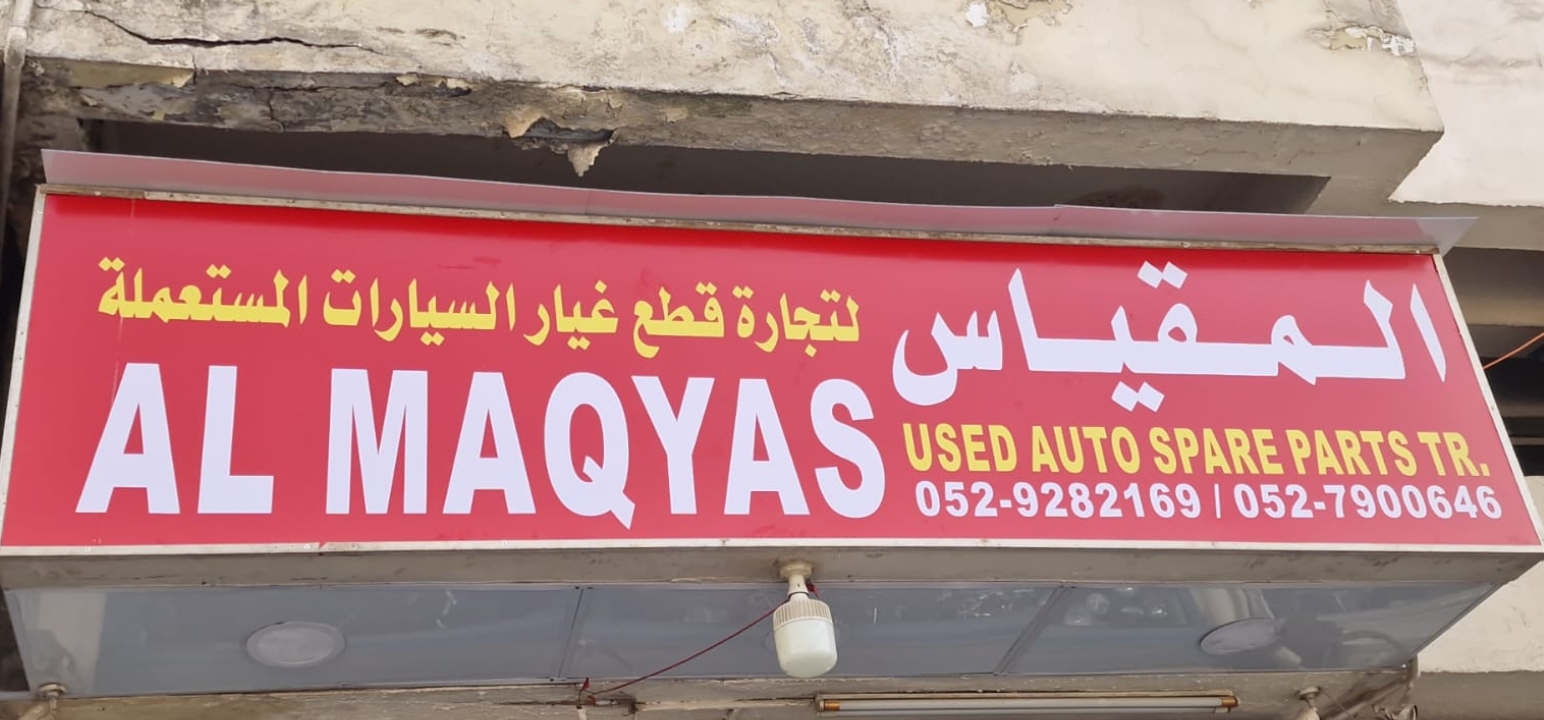 المقياس
لتجارة قطع غيار السيارات المستعملة
AL MAQYAS
USED AUTO SPARE PARTS TR.
052-9282169 / 052-7900646